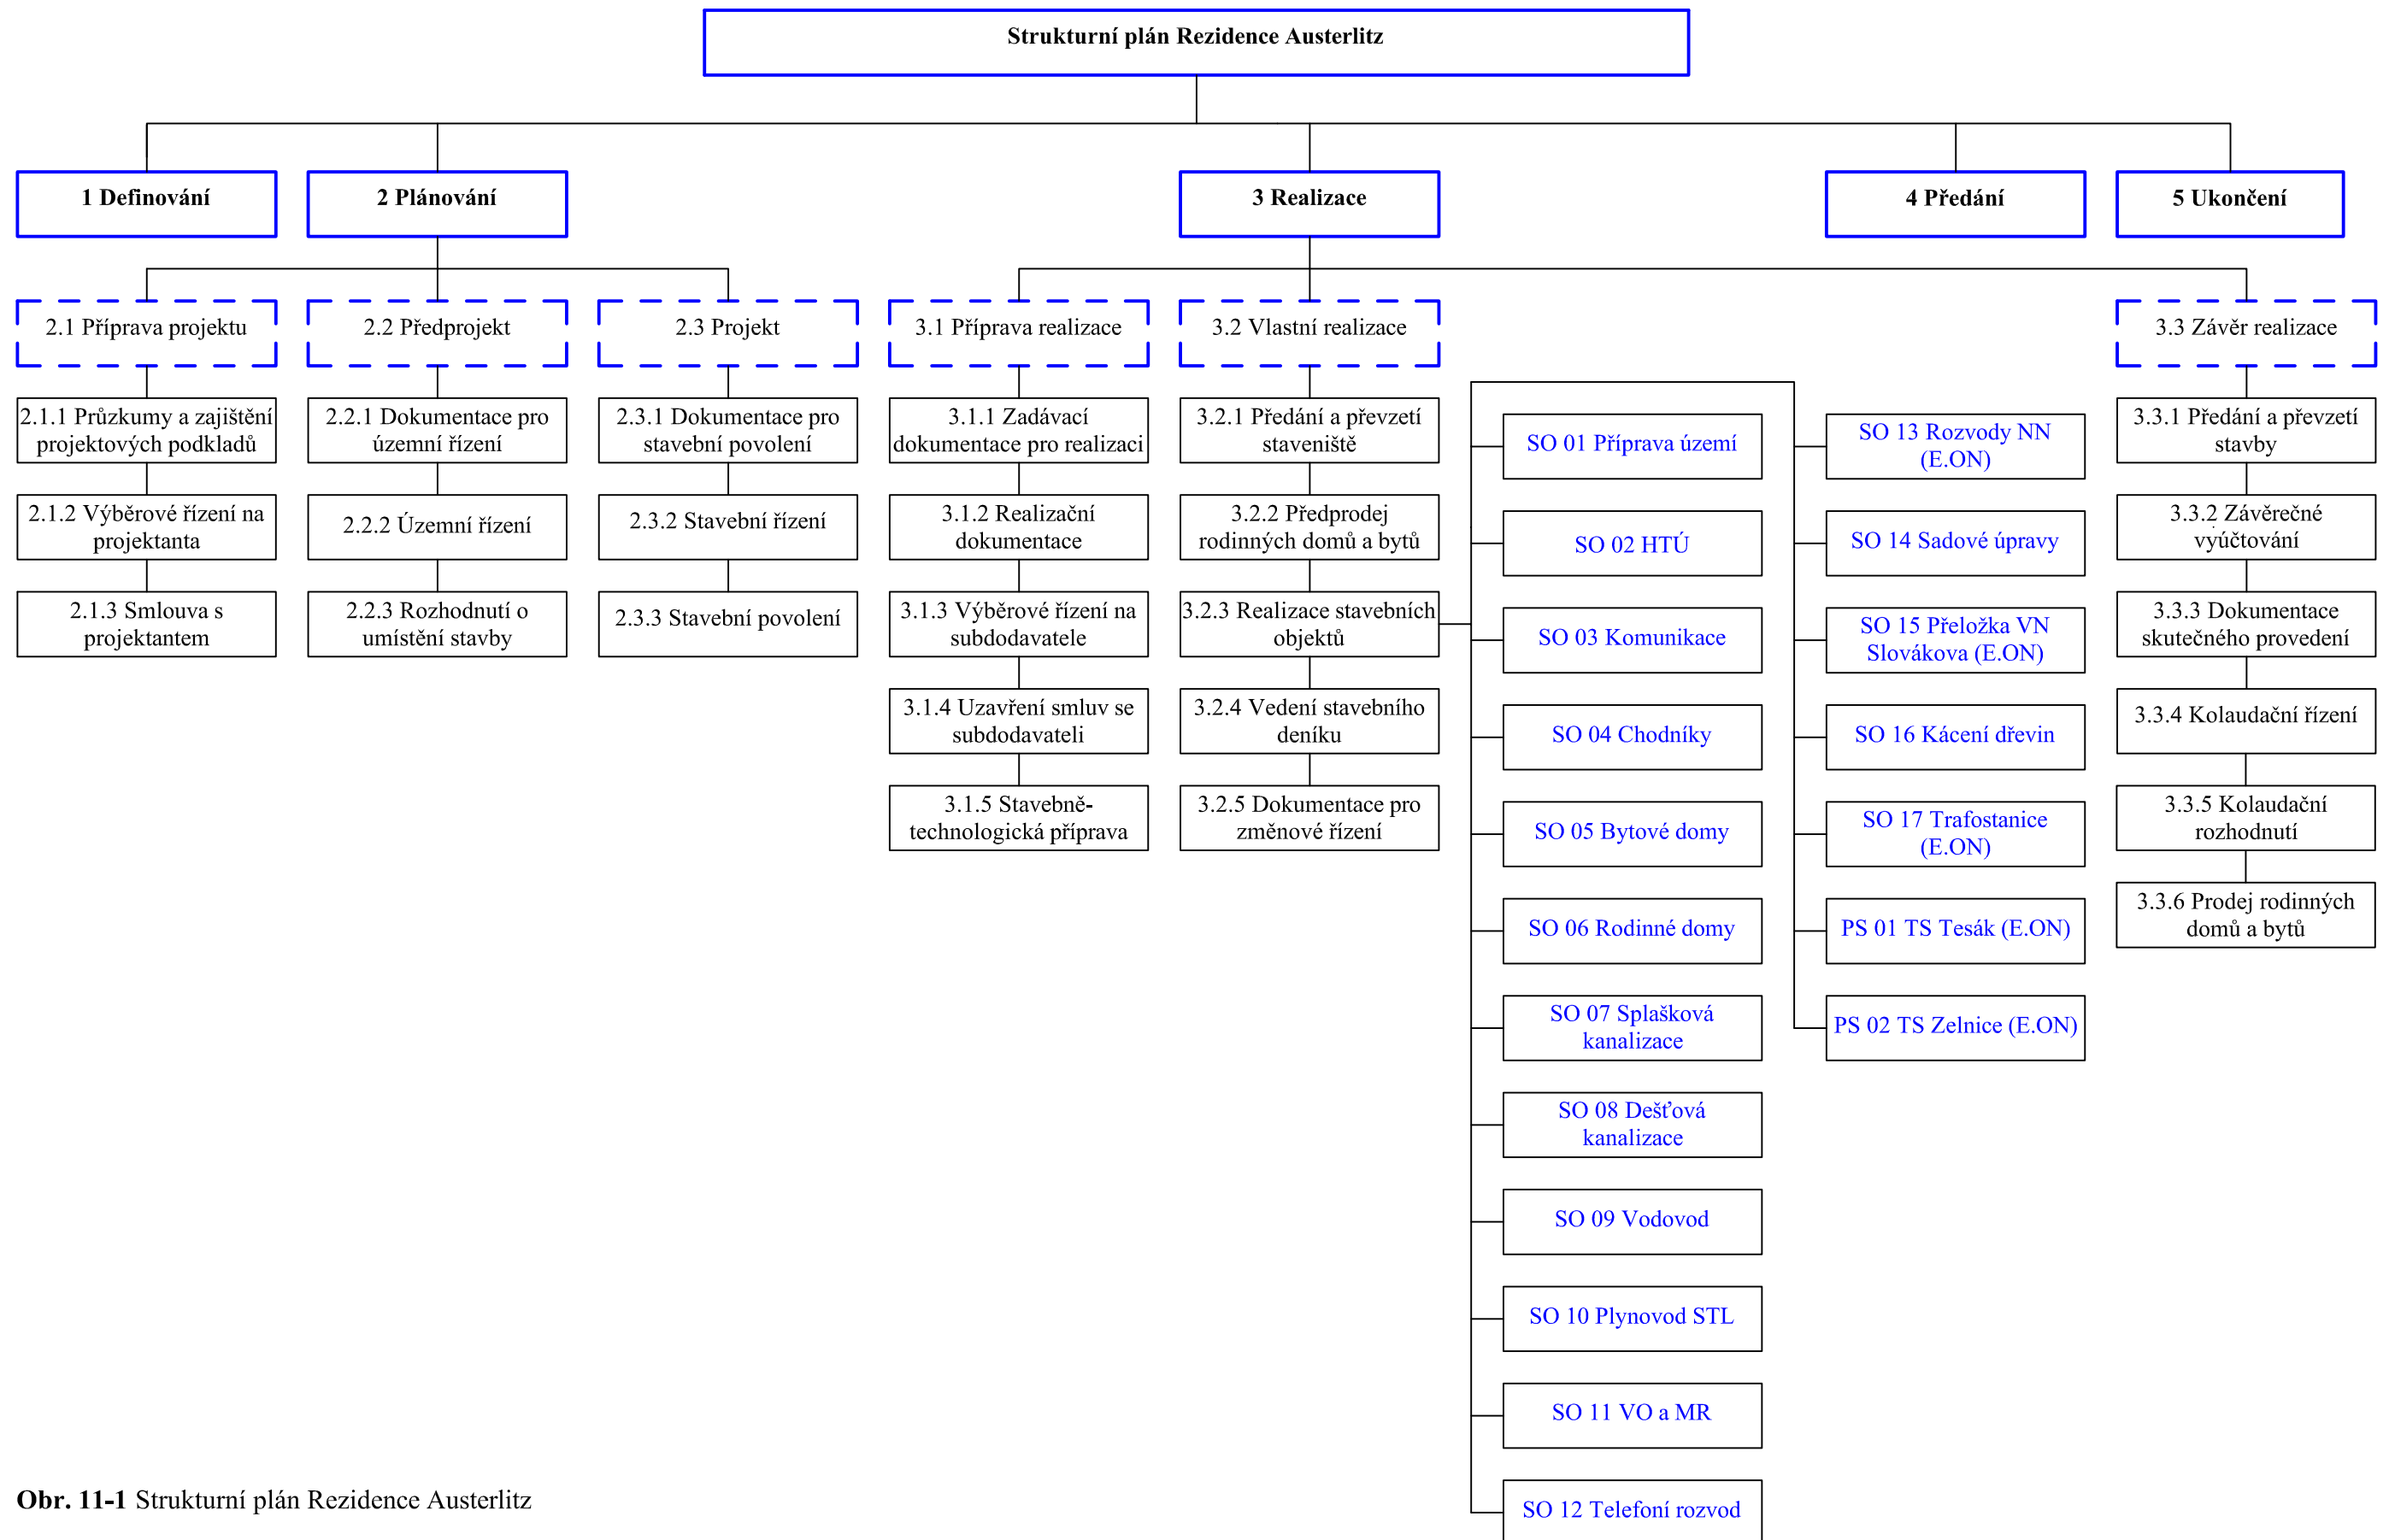 Strukturní plán Rezidence Austerlitz
1 Definování
2 Plánování
3 Realizace
4 Předání
5 Ukončení
2.1 Příprava projektu
2.2 Předprojekt
2.3 Projekt
3.1 Příprava realizace
3.2 Vlastní realizace
3.3 Závěr realizace
2.1.1 Průzkumy a zajištění
projektových podkladů
2.1.2 Výběrové řízení na
projektanta
2.1.3 Smlouva s
projektantem
2.2.1 Dokumentace pro
územní řízení
2.2.2 Územní řízení
2.2.3 Rozhodnutí o
umístění stavby
2.3.1 Dokumentace pro
stavební povolení
2.3.2 Stavební řízení
2.3.3 Stavební povolení
3.1.1 Zadávací
dokumentace pro realizaci
3.1.2 Realizační
dokumentace
3.1.3 Výběrové řízení na
subdodavatele
3.1.4 Uzavření smluv se
subdodavateli
3.1.5 Stavebně-
technologická příprava
3.2.1 Předání a převzetí
staveniště
3.2.2 Předprodej
rodinných domů a bytů
3.2.3 Realizace stavebních
objektů
3.2.4 Vedení stavebního
deníku
3.2.5 Dokumentace pro
změnové řízení
SO 01 Příprava území
SO 02 HTÚ
SO 03 Komunikace
SO 04 Chodníky
SO 05 Bytové domy
SO 06 Rodinné domy
SO 07 Splašková
kanalizace
SO 08 Dešťová
kanalizace
SO 09 Vodovod
SO 10 Plynovod STL
SO 11 VO a MR
SO 12 Telefoní rozvod
SO 13 Rozvody NN
(E.ON)
SO 14 Sadové úpravy
SO 15 Přeložka VN
Slovákova (E.ON)
SO 16 Kácení dřevin
SO 17 Trafostanice
(E.ON)
PS 01 TS Tesák (E.ON)
PS 02 TS Zelnice (E.ON)
3.3.1 Předání a převzetí
stavby
3.3.2 Závěrečné
vyúčtování
3.3.3 Dokumentace
skutečného provedení
3.3.4 Kolaudační řízení
3.3.5 Kolaudační
rozhodnutí
3.3.6 Prodej rodinných
domů a bytů
Obr. 11-1 Strukturní plán Rezidence Austerlitz